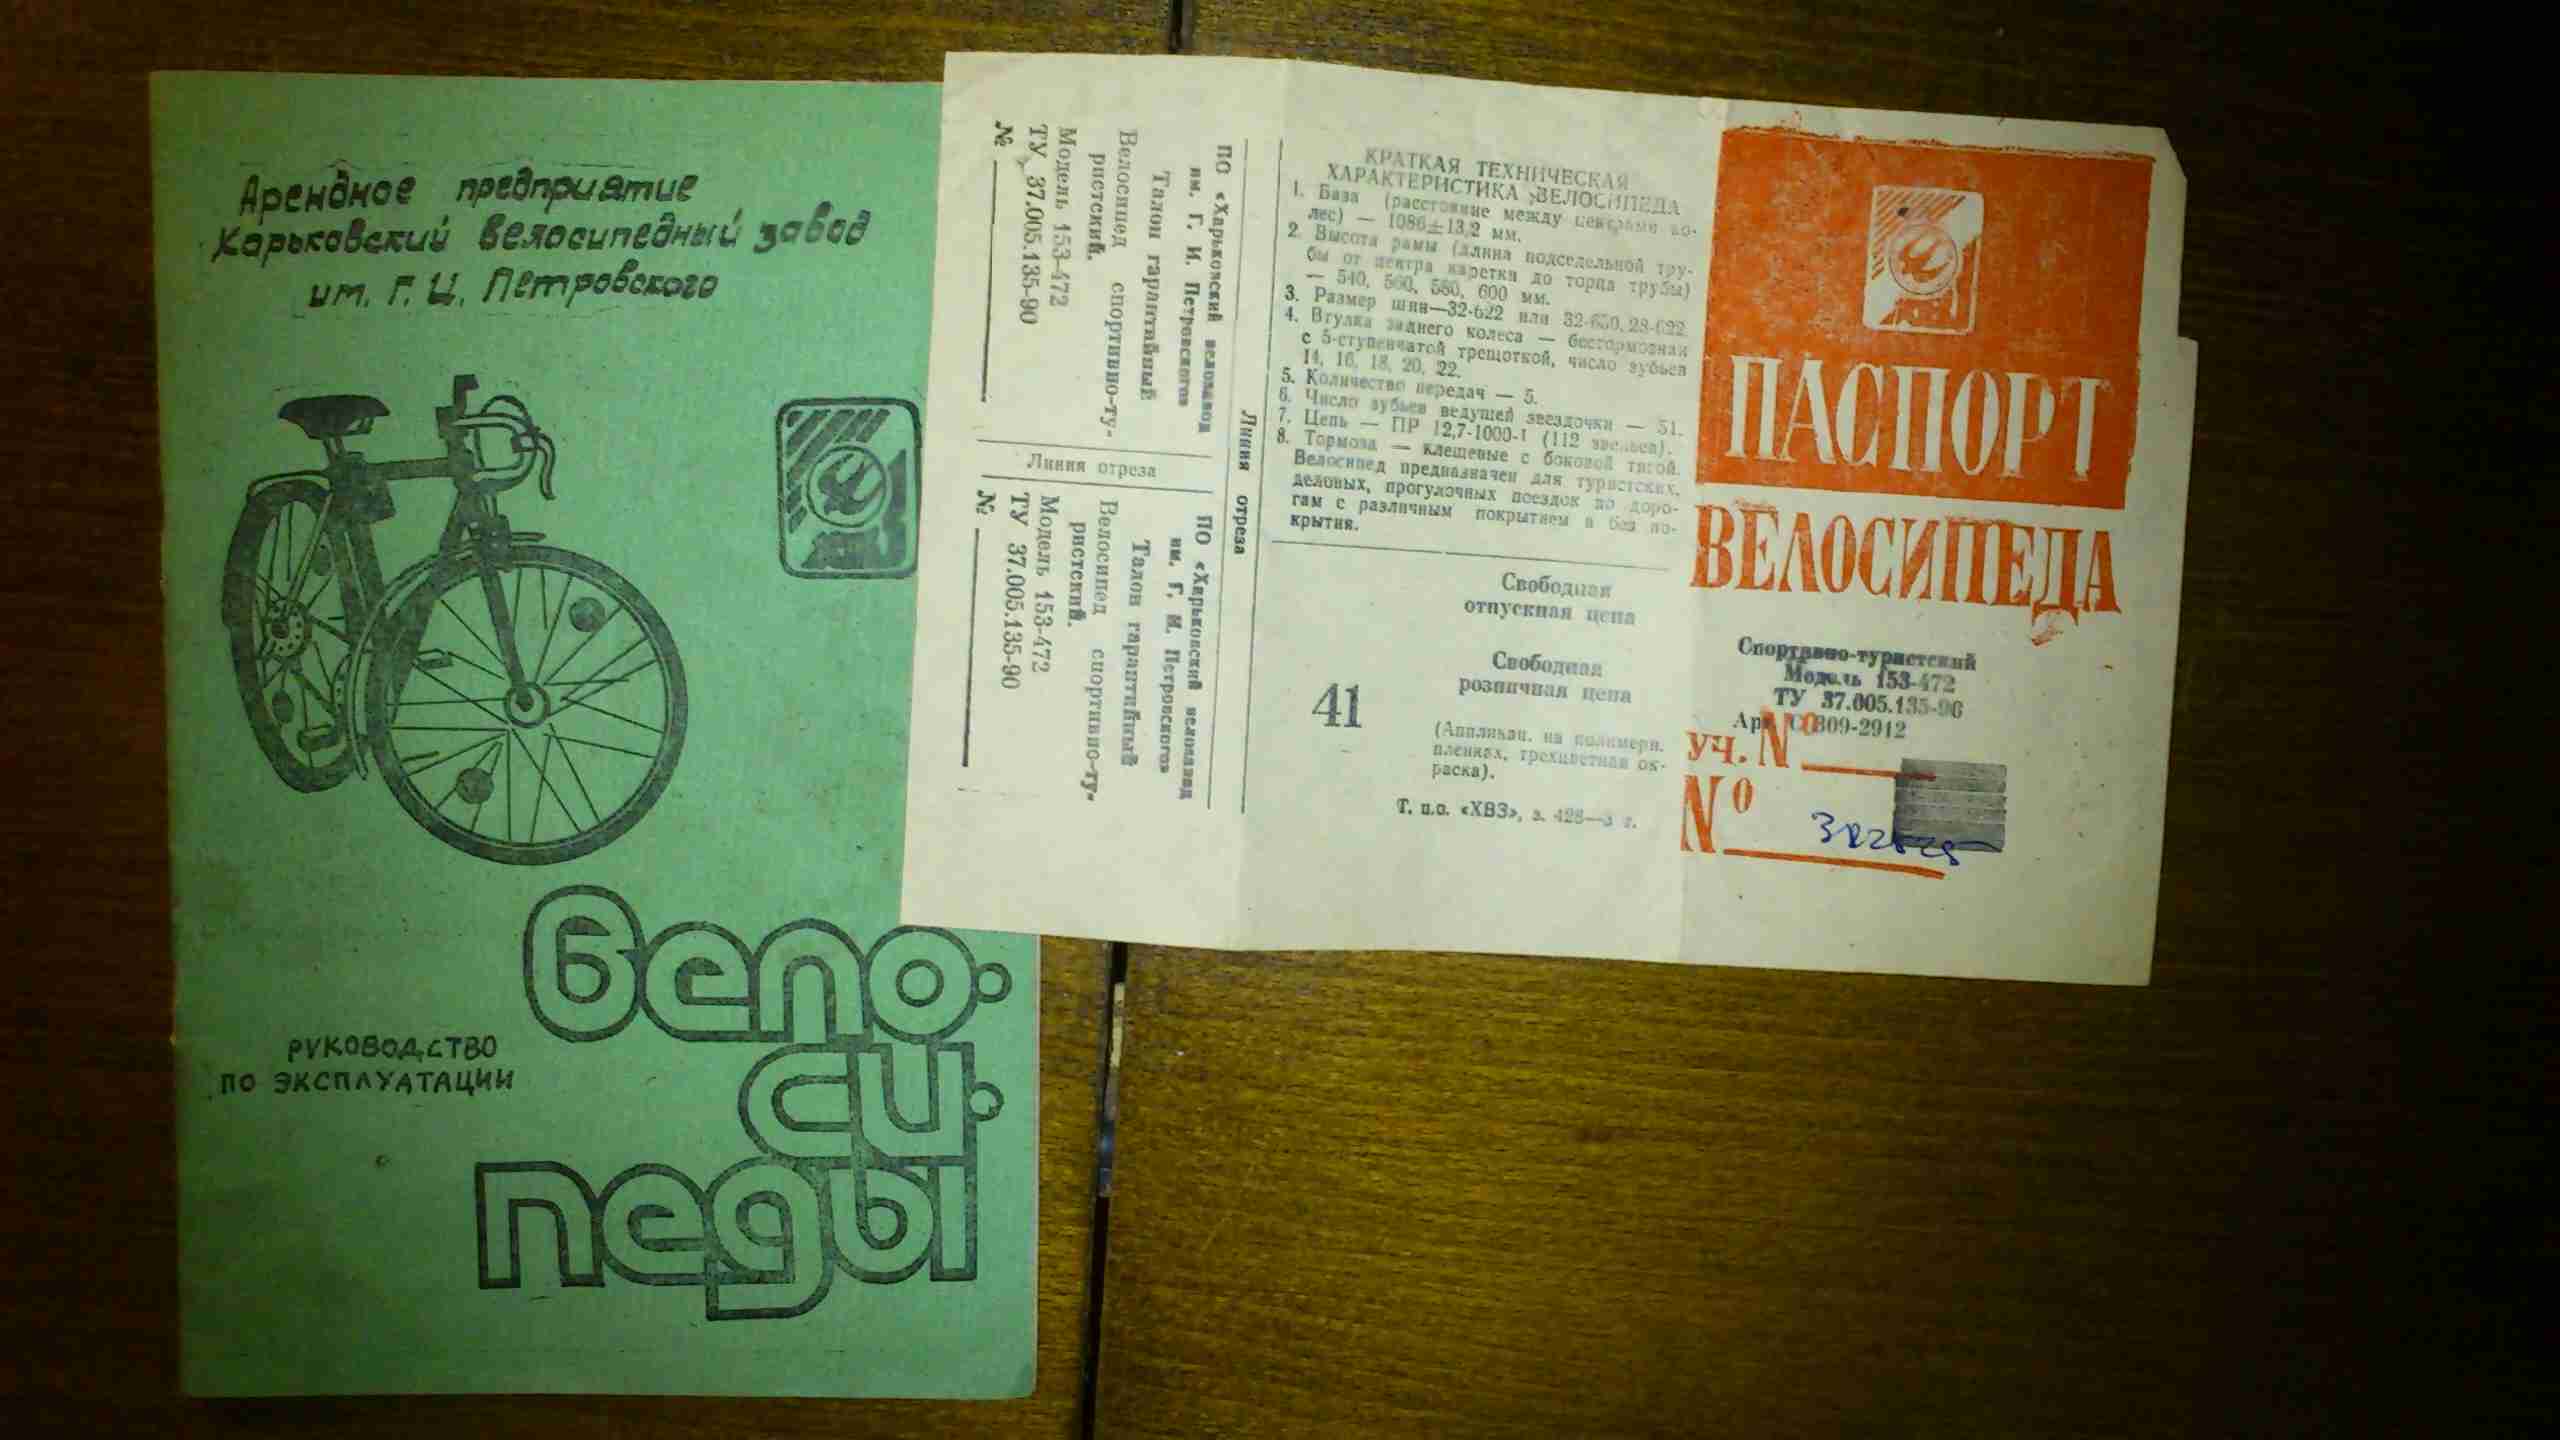 Арендное предприятие
Харьковский велосипедный завод
им. Г. И. Петровского
Вело-
си-
педы
РУКОВОДСТВО
ПО ЭКСПЛУАТАЦИИ
ПО «Харьковский велозавод
им. Г. И. Петровского»
Талон гарантийный
Велосипед спортивно-ту-
ристский.
Модель 153-472
ТУ 37.005.135-90
№
Линия отреза
ПО «Харьковский велозавод
им. Г. И. Петровского»
Талон гарантийный
Велосипед спортивно-ту-
ристский.
Модель 153-472
ТУ 37.005.135-90
№
Линия отреза
КРАТКАЯ ТЕХНИЧЕСКАЯ
ХАРАКТЕРИСТИКА ВЕЛОСИПЕДА
1. База (расстояние между центрами ко-
лес) — 1086±13,2 мм.
2. Высота рамы (длина подседельной тру-
бы от центра каретки до торца трубы)
— 540, 560, 580, 600 мм.
3. Размер шин—32-622 или 32-630, 28-622
4. Втулка заднего колеса — бестормозная
с 5-ступенчатой трещоткой, число зубьев
14, 16, 18, 20, 22.
5. Количество передач — 5.
6. Число зубьев ведущей звездочки — 51.
7. Цепь — ПР 12,7-1000-1 (112 звеньев).
8. Тормоза — клещевые с боковой тягой.
Велосипед предназначен для туристских,
деловых, прогулочных поездок по доро-
гам с различным покрытием и без по-
крытия.
Свободная
отпускная цена
Свободная
розничная цена
41
(Аппликац. на полимерн.
пленках, трехцветная ок-
раска).
Т. п.о. «ХВЗ», з. 428—
ПАСПОРТ
ВЕЛОСИПЕДА
Спортивно-туристский
Модель 153-472
ТУ 37.005.135-90
Арт. С 809-2912
УЧ. №
№